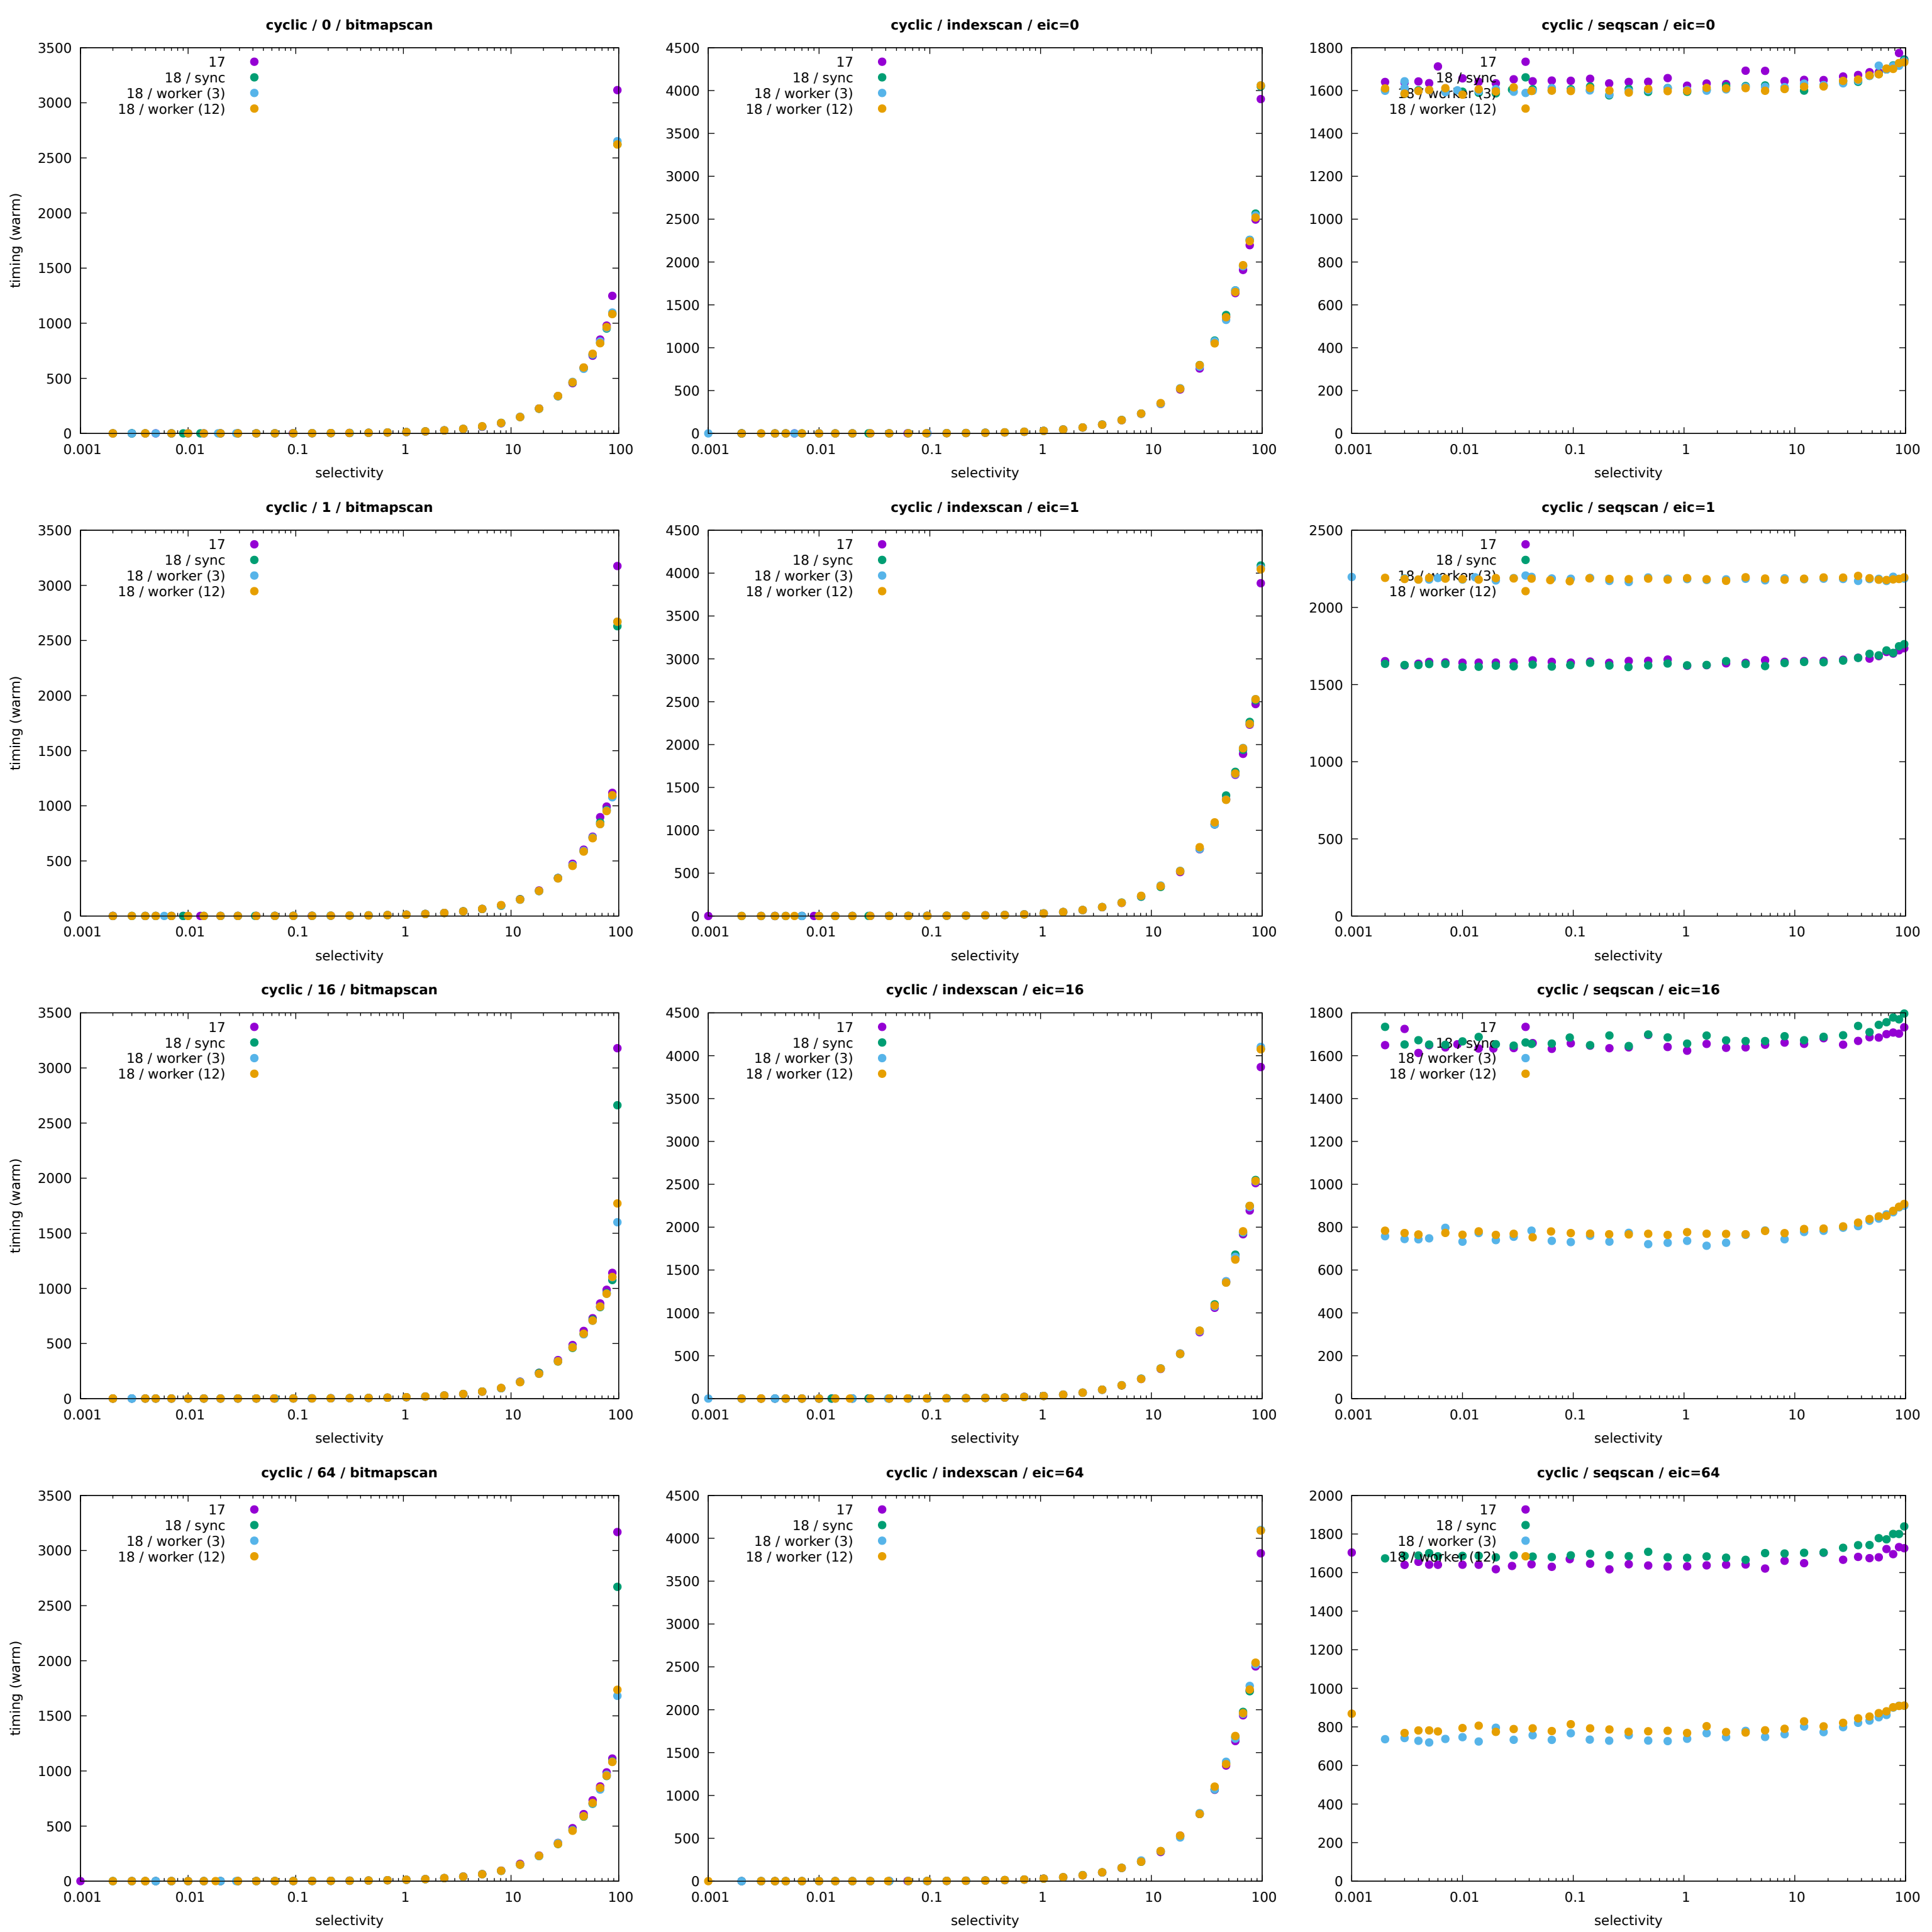 cyclic / 0 / bitmapscan
3500
3000
2500
2000
1500
1000
500
0
0.001 0.01 0.1 1 10 100
timing (warm)
selectivity
17
18 / sync
18 / worker (3)
18 / worker (12)
cyclic / indexscan / eic=0
4500
4000
3500
3000
2500
2000
1500
1000
500
0
0.001 0.01 0.1 1 10 100
selectivity
17
18 / sync
18 / worker (3)
18 / worker (12)
cyclic / seqscan / eic=0
1800
1600
1400
1200
1000
800
600
400
200
0
0.001 0.01 0.1 1 10 100
selectivity
17
18 / sync
18 / worker (3)
18 / worker (12)
cyclic / 1 / bitmapscan
3500
3000
2500
2000
1500
1000
500
0
0.001 0.01 0.1 1 10 100
timing (warm)
selectivity
17
18 / sync
18 / worker (3)
18 / worker (12)
cyclic / indexscan / eic=1
4500
4000
3500
3000
2500
2000
1500
1000
500
0
0.001 0.01 0.1 1 10 100
selectivity
17
18 / sync
18 / worker (3)
18 / worker (12)
cyclic / seqscan / eic=1
2500
2000
1500
1000
500
0
0.001 0.01 0.1 1 10 100
selectivity
17
18 / sync
18 / worker (3)
18 / worker (12)
cyclic / 16 / bitmapscan
3500
3000
2500
2000
1500
1000
500
0
0.001 0.01 0.1 1 10 100
timing (warm)
selectivity
17
18 / sync
18 / worker (3)
18 / worker (12)
cyclic / indexscan / eic=16
4500
4000
3500
3000
2500
2000
1500
1000
500
0
0.001 0.01 0.1 1 10 100
selectivity
17
18 / sync
18 / worker (3)
18 / worker (12)
cyclic / seqscan / eic=16
1800
1600
1400
1200
1000
800
600
400
200
0
0.001 0.01 0.1 1 10 100
selectivity
17
18 / sync
18 / worker (3)
18 / worker (12)
cyclic / 64 / bitmapscan
3500
3000
2500
2000
1500
1000
500
0
0.001 0.01 0.1 1 10 100
timing (warm)
selectivity
17
18 / sync
18 / worker (3)
18 / worker (12)
cyclic / indexscan / eic=64
4500
4000
3500
3000
2500
2000
1500
1000
500
0
0.001 0.01 0.1 1 10 100
selectivity
17
18 / sync
18 / worker (3)
18 / worker (12)
cyclic / seqscan / eic=64
2000
1800
1600
1400
1200
1000
800
600
400
200
0
0.001 0.01 0.1 1 10 100
selectivity
17
18 / sync
18 / worker (3)
18 / worker (12)